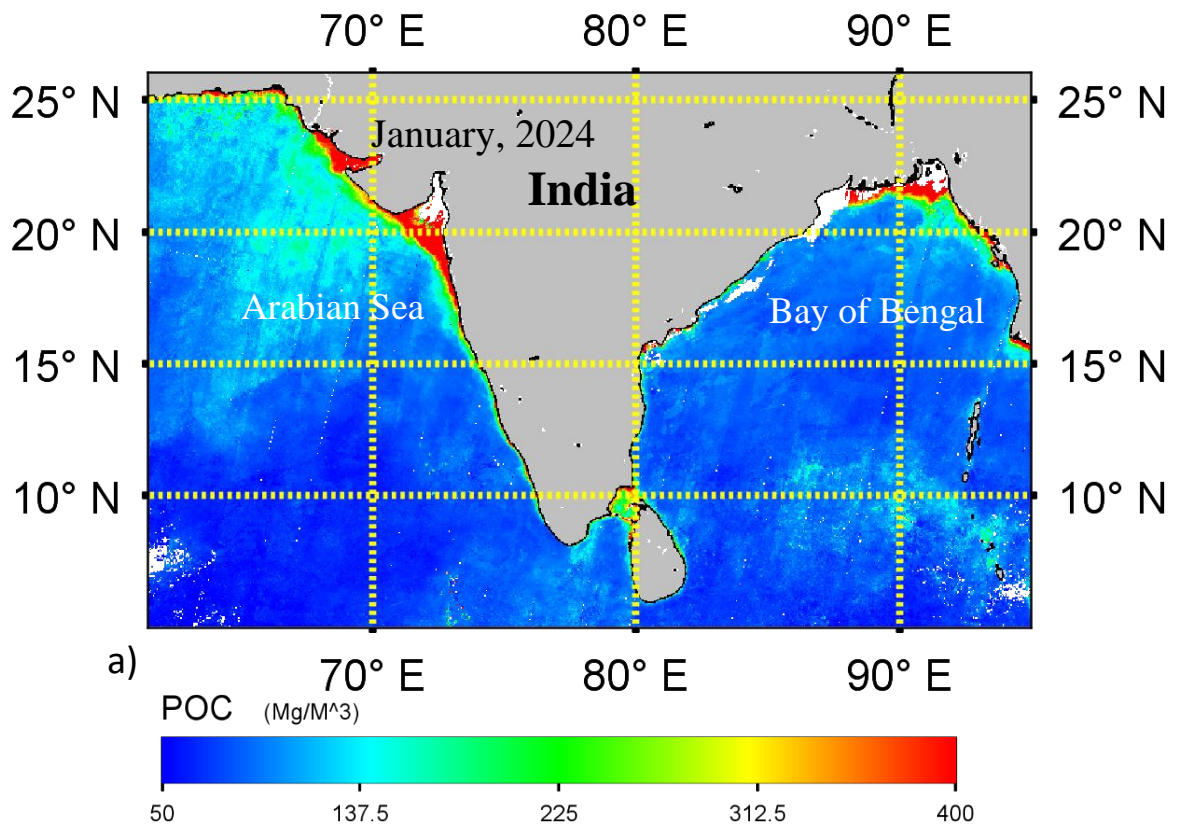 70° E 80° E 90° E
25° N 25° N
January, 2024
India
20° N 20° N
Arabian Sea Bay of Bengal
15° N 15° N
10° N 10° N
a)
70° E 80° E 90° E
POC (Mg/M^3)
50 137.5 225 312.5 400